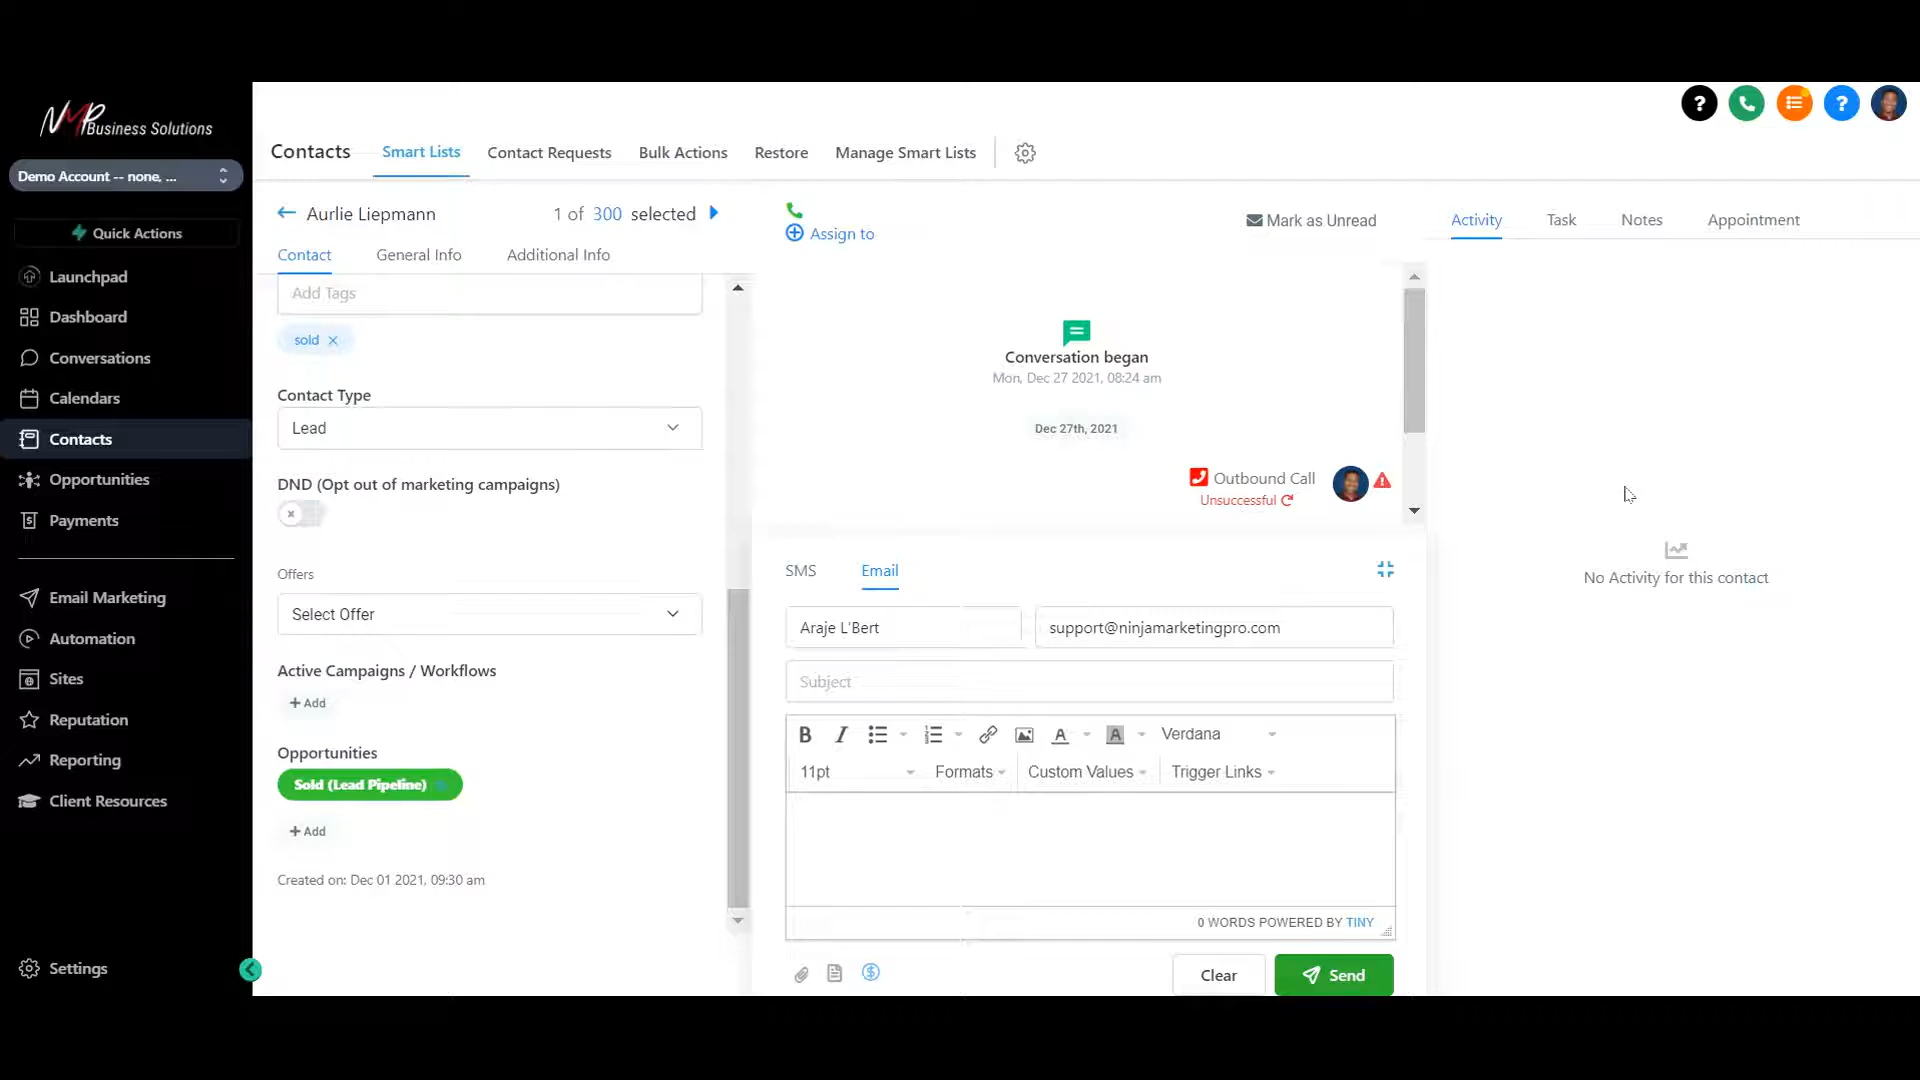 NMP Business Solutions
Demo Account -- none, ...
Quick Actions
Launchpad
Dashboard
Conversations
Calendars
Contacts
Opportunities
Payments
Email Marketing
Automation
Sites
Reputation
Reporting
Client Resources
Settings
Contacts Smart Lists Contact Requests Bulk Actions Restore Manage Smart Lists
? ?
Aurlie Liepmann 1 of 300 selected
Contact General Info Additional Info
Add Tags
sold ×
Contact Type
Lead
DND (Opt out of marketing campaigns)
Offers
Select Offer
Active Campaigns / Workflows
+ Add
Opportunities
Sold (Lead Pipeline)
+ Add
Created on: Dec 01 2021, 09:30 am
Assign to
Mark as Unread
Conversation began
Mon, Dec 27 2021, 08:24 am
Dec 27th, 2021
Outbound Call
Unsuccessful
SMS Email
Araje L'Bert support@ninjamarketingpro.com
Subject
B I A A Verdana
11pt Formats Custom Values Trigger Links
0 WORDS POWERED BY TINY
Clear Send
Activity Task Notes Appointment
No Activity for this contact